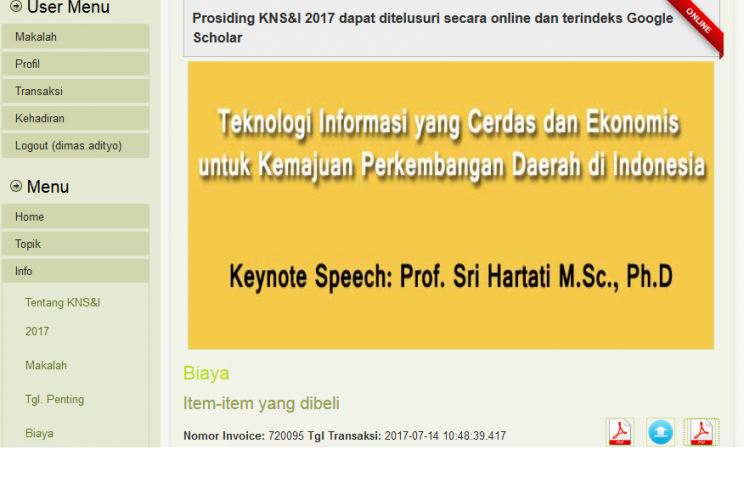 User Menu
Makalah
Profil
Transaksi
Kehadiran
Logout (dimas.adityo)
Menu
Home
Topik
Info
Tentang KNS&I
2017
Makalah
Tgl. Penting
Biaya
Prosiding KNS&I 2017 dapat ditelusuri secara online dan terindeks Google
Scholar
ONLINE
Teknologi Informasi yang Cerdas dan Ekonomis
untuk Kemajuan Perkembangan Daerah di Indonesia
Keynote Speech: Prof. Sri Hartati M.Sc., Ph.D
Biaya
Item-item yang dibeli
Nomor Invoice: 720095 Tgl Transaksi: 2017-07-14 10:48:39.417
PDF
PDF